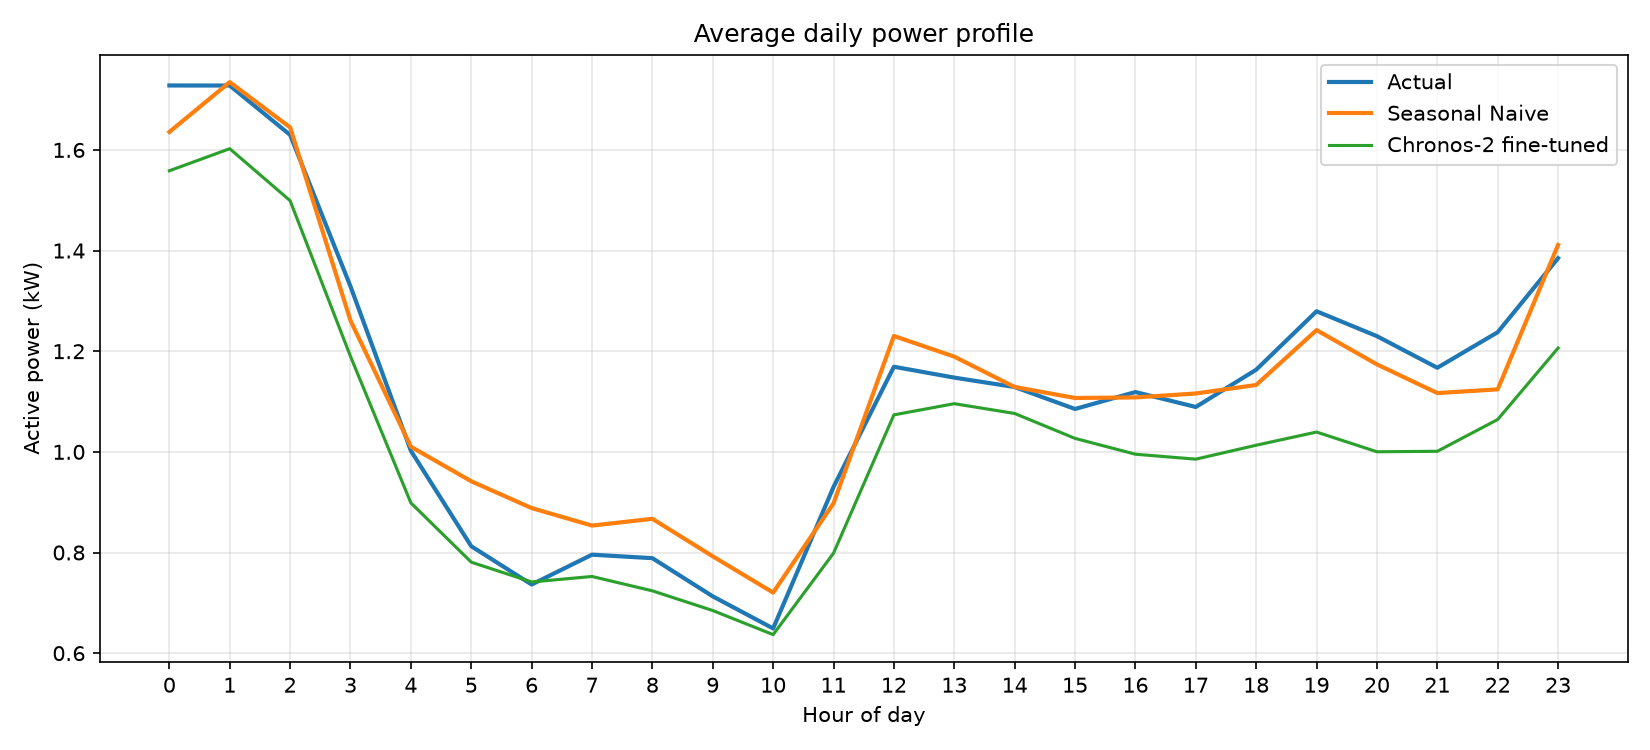 Average daily power profile
Actual
Seasonal Naive
Chronos-2 fine-tuned
Active power (kW)
1.6
1.4
1.2
1.0
0.8
0.6
0 1 2 3 4 5 6 7 8 9 10 11 12 13 14 15 16 17 18 19 20 21 22 23
Hour of day